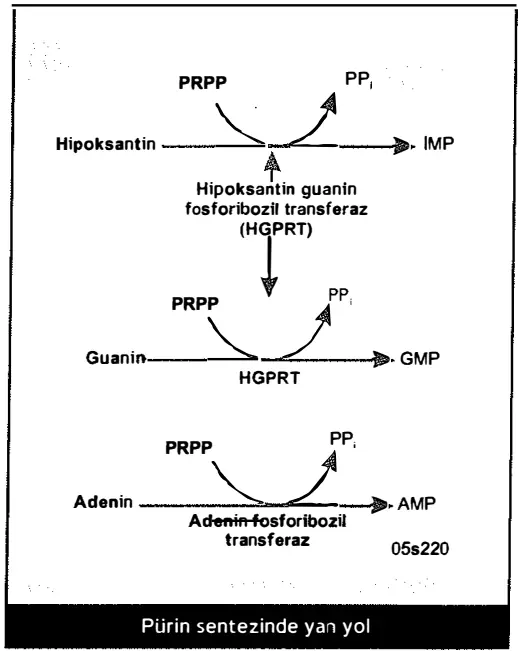 PRPP PPi
Hipoksantin IMP
Hipoksantin guanin
fosforibozil transferaz
(HGPRT)
PRPP PPi
Guanin GMP
HGPRT
PRPP PPi
Adenin AMP
Adenin fosforibozil
transferaz
05s220
Pürin sentezinde yan yol